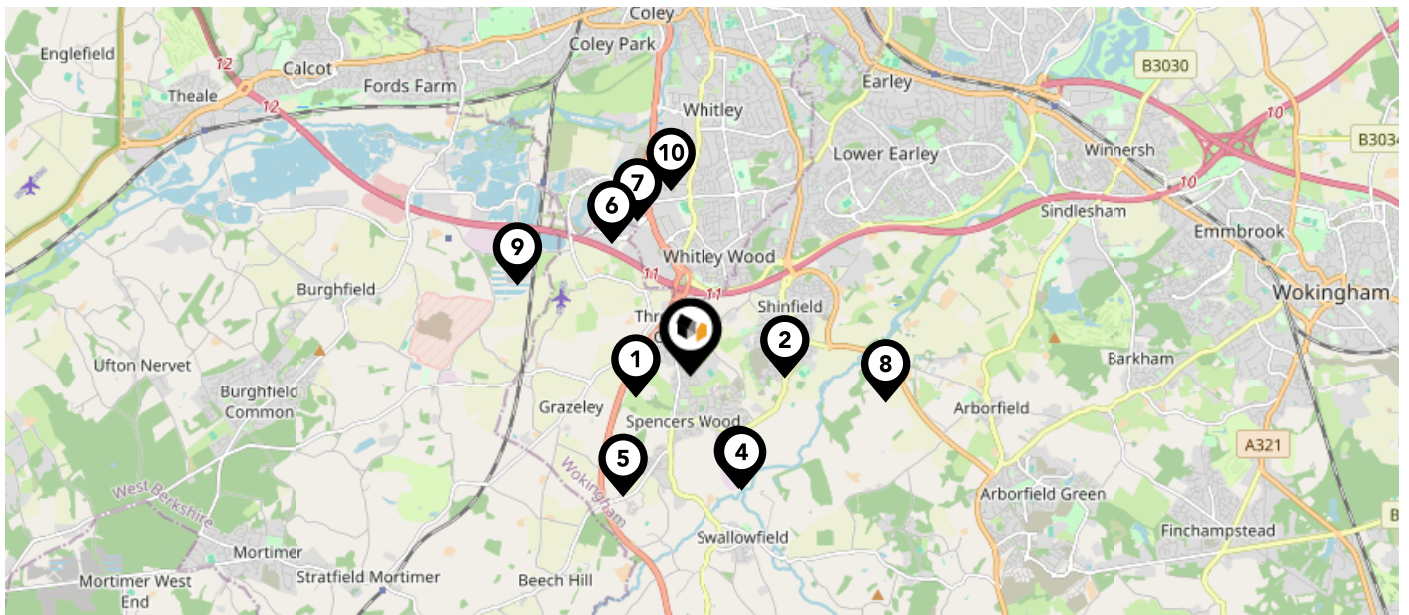 Coley
Englefield
Coley Park
12
Calcot
B3030
Fords Farm
Earley
Theale
12
Whitley
10
B3034
10
Lower Earley
Winnersh
7
10
6
Sindlesham
Emmbrook
9
Whitley Wood
11
11
Burghfield
Wokingham
Shinfield
2
1
8
Ufton Nervet
Barkham
Burghfield
Common
Grazeley
Arborfield
Spencers Wood
A321
5
4
West Berkshire
Wokingham
Arborfield Green
Finchampstead
Swallowfield
Mortimer
Mortimer West
End
Stratfield Mortimer
Beech Hill